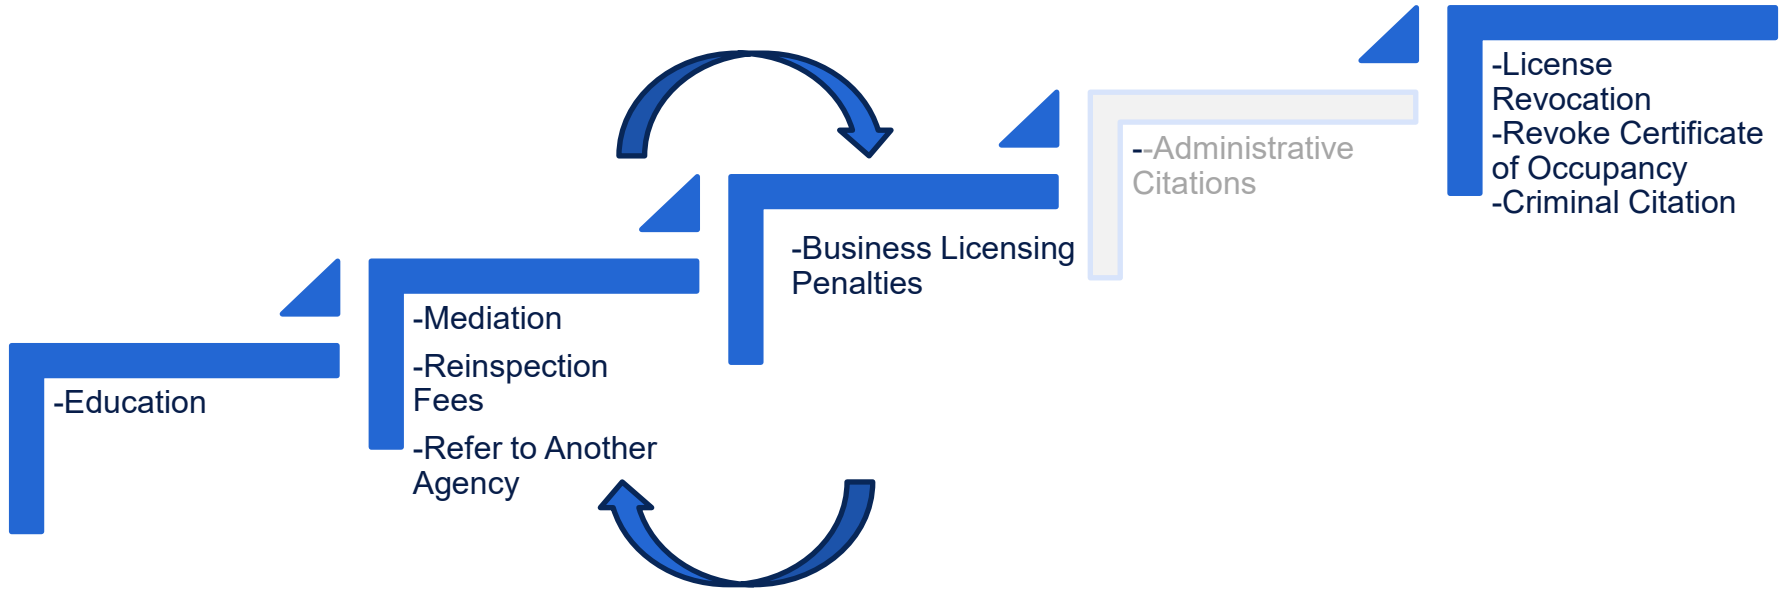 -Education
-Mediation
-Reinspection
Fees
-Refer to Another
Agency
-Business Licensing
Penalties
--Administrative
Citations
-License
Revocation
-Revoke Certificate
of Occupancy
-Criminal Citation